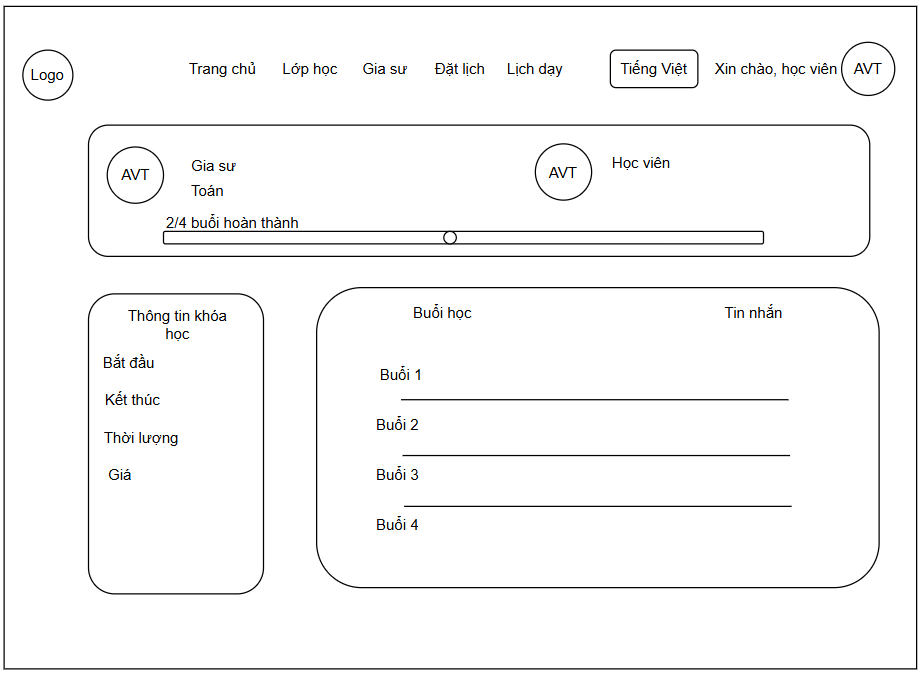 Logo
Trang chủ
Lớp học
Gia sư
Đặt lịch
Lịch dạy
Tiếng Việt
Xin chào, học viên
AVT
AVT
Gia sư
Toán
AVT
Học viên
2/4 buổi hoàn thành
Thông tin khóa
học
Bắt đầu
Kết thúc
Thời lượng
Giá
Buổi học
Tin nhắn
Buổi 1
Buổi 2
Buổi 3
Buổi 4